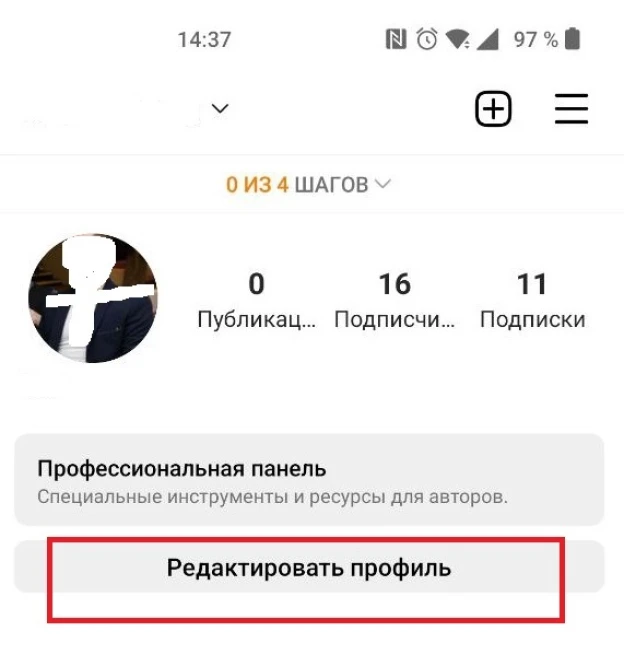 14:37 97 %
0 ИЗ 4 ШАГОВ
0 16 11
Публикац... Подписчи... Подписки
Профессиональная панель
Специальные инструменты и ресурсы для авторов.
Редактировать профиль